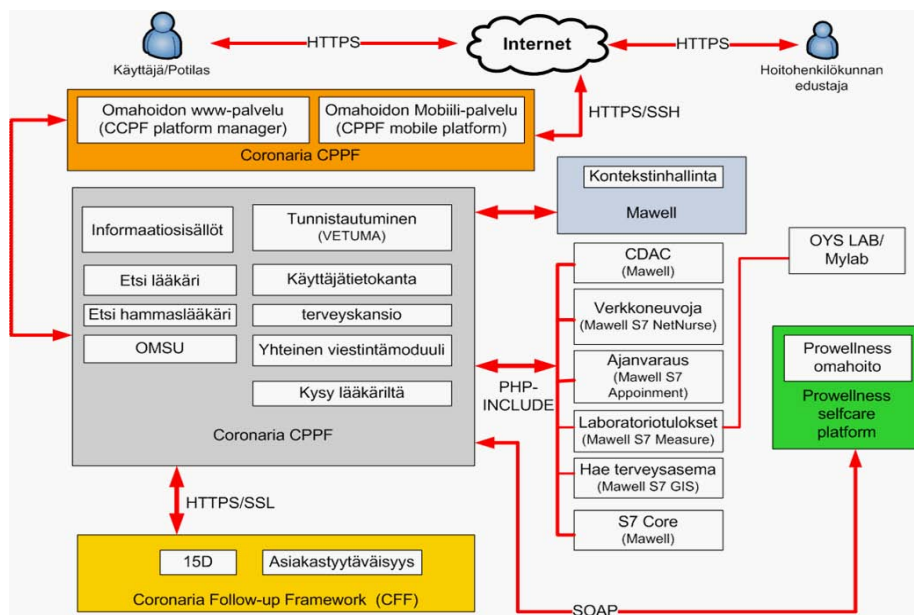 HTTPS
Internet
HTTPS
Käyttäjä/Potilas
Hoitohenkilökunnan
edustaja
HTTPS/SSH
Omahoidon www-palvelu
(CCPF platform manager)
Omahoidon Mobiili-palvelu
(CPPF mobile platform)
Coronaria CPPF
Kontekstinhallinta
Mawell
Informaatiosisällöt
Tunnistautuminen
(VETUMA)
Etsi lääkäri
Käyttäjätietokanta
Etsi hammaslääkäri
terveyskansio
OMSU
Yhteinen viestintämoduuli
Kysy lääkäriltä
Coronaria CPPF
PHP-
INCLUDE
CDAC
(Mawell)
Verkkoneuvoja
(Mawell S7 NetNurse)
Ajanvaraus
(Mawell S7
Appoinment)
Laboratoriotulokset
(Mawell S7 Measure)
Hae terveysasema
(Mawell S7 GIS)
S7 Core
(Mawell)
OYS LAB/
Mylab
Prowellness
omahoito
Prowellness
selfcare
platform
HTTPS/SSL
15D
Asiakastyytäväisyys
Coronaria Follow-up Framework (CFF)
SOAP